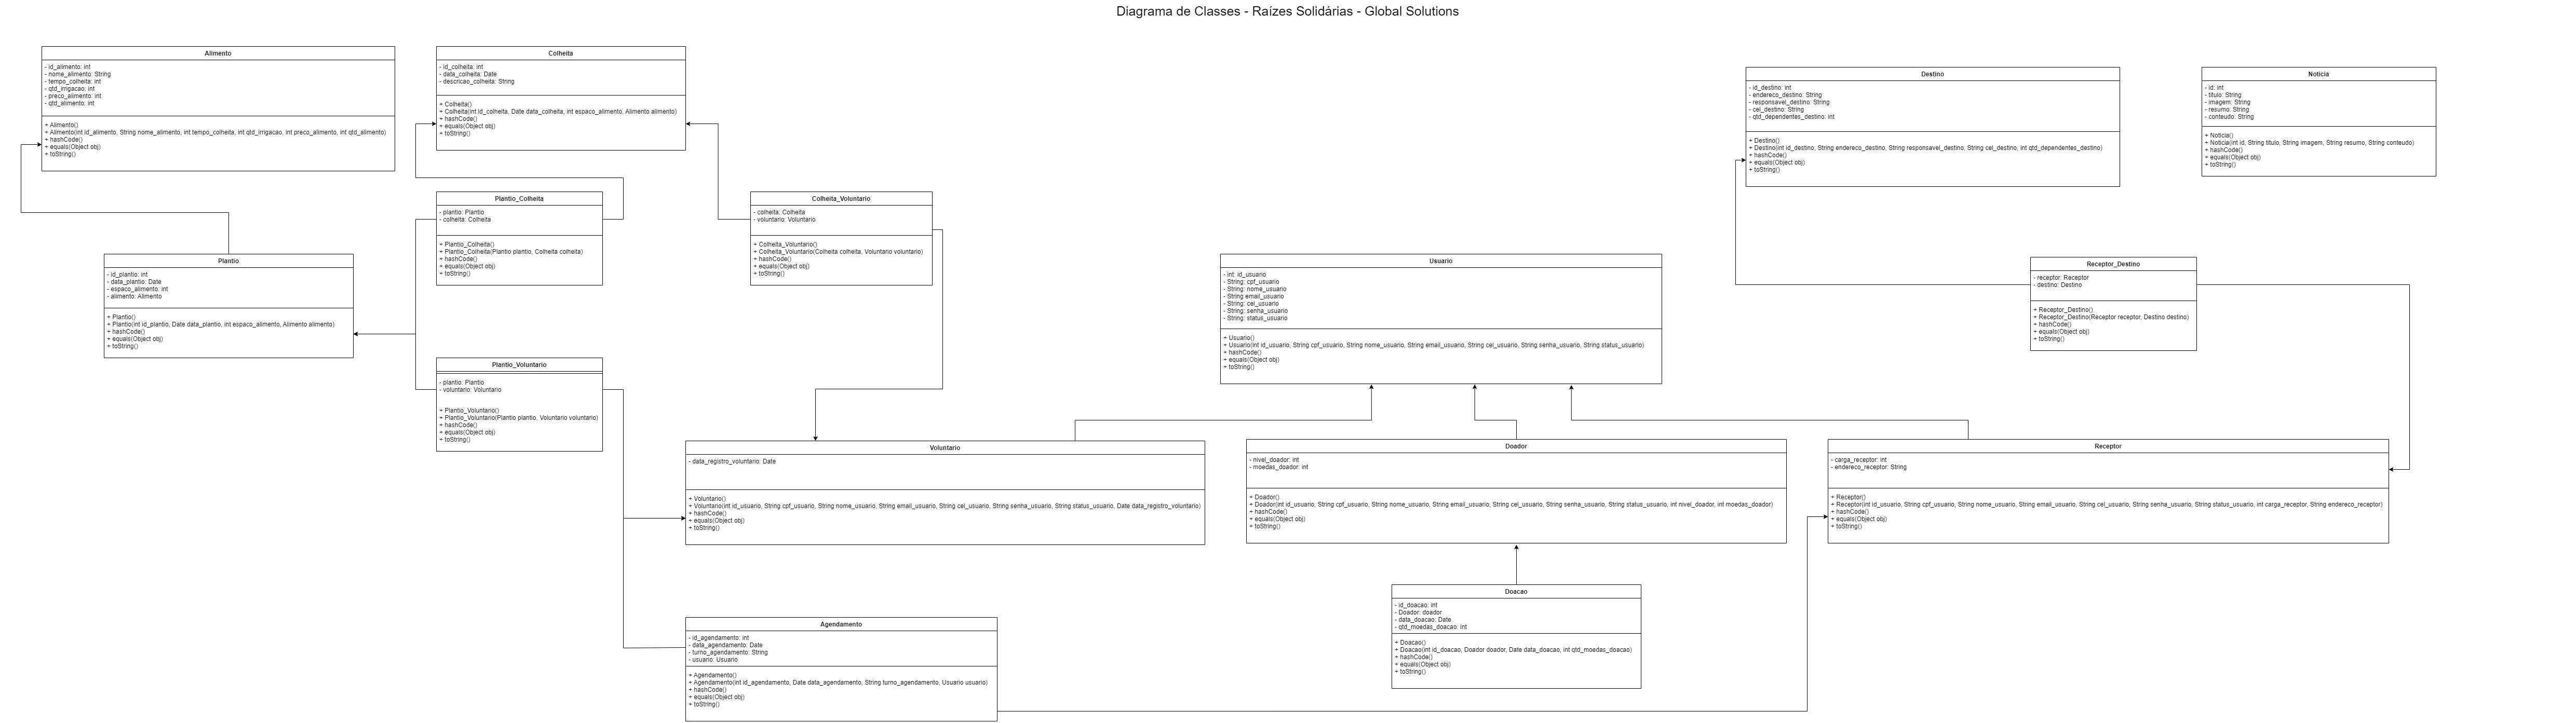 Diagrama de Classes - Raízes Solidárias - Global Solutions
Alimento
- id_alimento: int
- nome_alimento: String
- tempo_colheita: int
- qtd_irrigacao: int
- preco_alimento: int
- qtd_alimento: int
+ Alimento()
+ Alimento(int id_alimento, String nome_alimento, int tempo_colheita, int qtd_irrigacao, int preco_alimento, int qtd_alimento)
+ hashCode()
+ equals(Object obj)
+ toString()
Colheita
- id_colheita: int
- data_colheita: Date
- descricao_colheita: String
+ Colheita()
+ Colheita(int id_colheita, Date data_colheita, int espaco_alimento, Alimento alimento)
+ hashCode()
+ equals(Object obj)
+ toString()
Destino
- id_destino: int
- endereco_destino: String
- responsavel_destino: String
- cel_destino: String
- qtd_dependentes_destino: int
+ Destino()
+ Destino(int id_destino, String endereco_destino, String responsavel_destino, String cel_destino, int qtd_dependentes_destino)
+ hashCode()
+ equals(Object obj)
+ toString()
Noticia
- id: int
- titulo: String
- imagem: String
- resumo: String
- conteudo: String
+ Noticia()
+ Noticia(int id, String titulo, String imagem, String resumo, String conteudo)
+ hashCode()
+ equals(Object obj)
+ toString()
Plantio_Colheita
- plantio: Plantio
- colheita: Colheita
+ Plantio_Colheita()
+ Plantio_Colheita(Plantio plantio, Colheita colheita)
+ hashCode()
+ equals(Object obj)
+ toString()
Colheita_Voluntario
- colheita: Colheita
- voluntario: Voluntario
+ Colheita_Voluntario()
+ Colheita_Voluntario(Colheita colheita, Voluntario voluntario)
+ hashCode()
+ equals(Object obj)
+ toString()
Plantio
- id_plantio: int
- data_plantio: Date
- espaco_alimento: int
- alimento: Alimento
+ Plantio()
+ Plantio(int id_plantio, Date data_plantio, int espaco_alimento, Alimento alimento)
+ hashCode()
+ equals(Object obj)
+ toString()
Usuario
- int: id_usuario
- String: cpf_usuario
- String: nome_usuario
- String email_usuario
- String: cel_usuario
- String: senha_usuario
- String: status_usuario
+ Usuario()
+ Usuario(int id_usuario, String cpf_usuario, String nome_usuario, String email_usuario, String cel_usuario, String senha_usuario, String status_usuario)
+ hashCode()
+ equals(Object obj)
+ toString()
Receptor_Destino
- receptor: Receptor
- destino: Destino
+ Receptor_Destino()
+ Receptor_Destino(Receptor receptor, Destino destino)
+ hashCode()
+ equals(Object obj)
+ toString()
Plantio_Voluntario
- plantio: Plantio
- voluntario: Voluntario
+ Plantio_Voluntario()
+ Plantio_Voluntario(Plantio plantio, Voluntario voluntario)
+ hashCode()
+ equals(Object obj)
+ toString()
Voluntario
- data_registro_voluntario: Date
+ Voluntario()
+ Voluntario(int id_usuario, String cpf_usuario, String nome_usuario, String email_usuario, String cel_usuario, String senha_usuario, String status_usuario, Date data_registro_voluntario)
+ hashCode()
+ equals(Object obj)
+ toString()
Doador
- nivel_doador: int
- moedas_doador: int
+ Doador()
+ Doador(int id_usuario, String cpf_usuario, String nome_usuario, String email_usuario, String cel_usuario, String senha_usuario, String status_usuario, int nivel_doador, int moedas_doador)
+ hashCode()
+ equals(Object obj)
+ toString()
Receptor
- carga_receptor: int
- endereco_receptor: String
+ Receptor()
+ Receptor(int id_usuario, String cpf_usuario, String nome_usuario, String email_usuario, String cel_usuario, String senha_usuario, String status_usuario, int carga_receptor, String endereco_receptor)
+ hashCode()
+ equals(Object obj)
+ toString()
Doacao
- id_doacao: int
- Doador: doador
- data_doacao: Date
- qtd_moedas_doacao: int
+ Doacao()
+ Doacao(int id_doacao, Doador doador, Date data_doacao, int qtd_moedas_doacao)
+ hashCode()
+ equals(Object obj)
+ toString()
Agendamento
- id_agendamento: int
- data_agendamento: Date
- turno_agendamento: String
- usuario: Usuario
+ Agendamento()
+ Agendamento(int id_agendamento, Date data_agendamento, String turno_agendamento, Usuario usuario)
+ hashCode()
+ equals(Object obj)
+ toString()